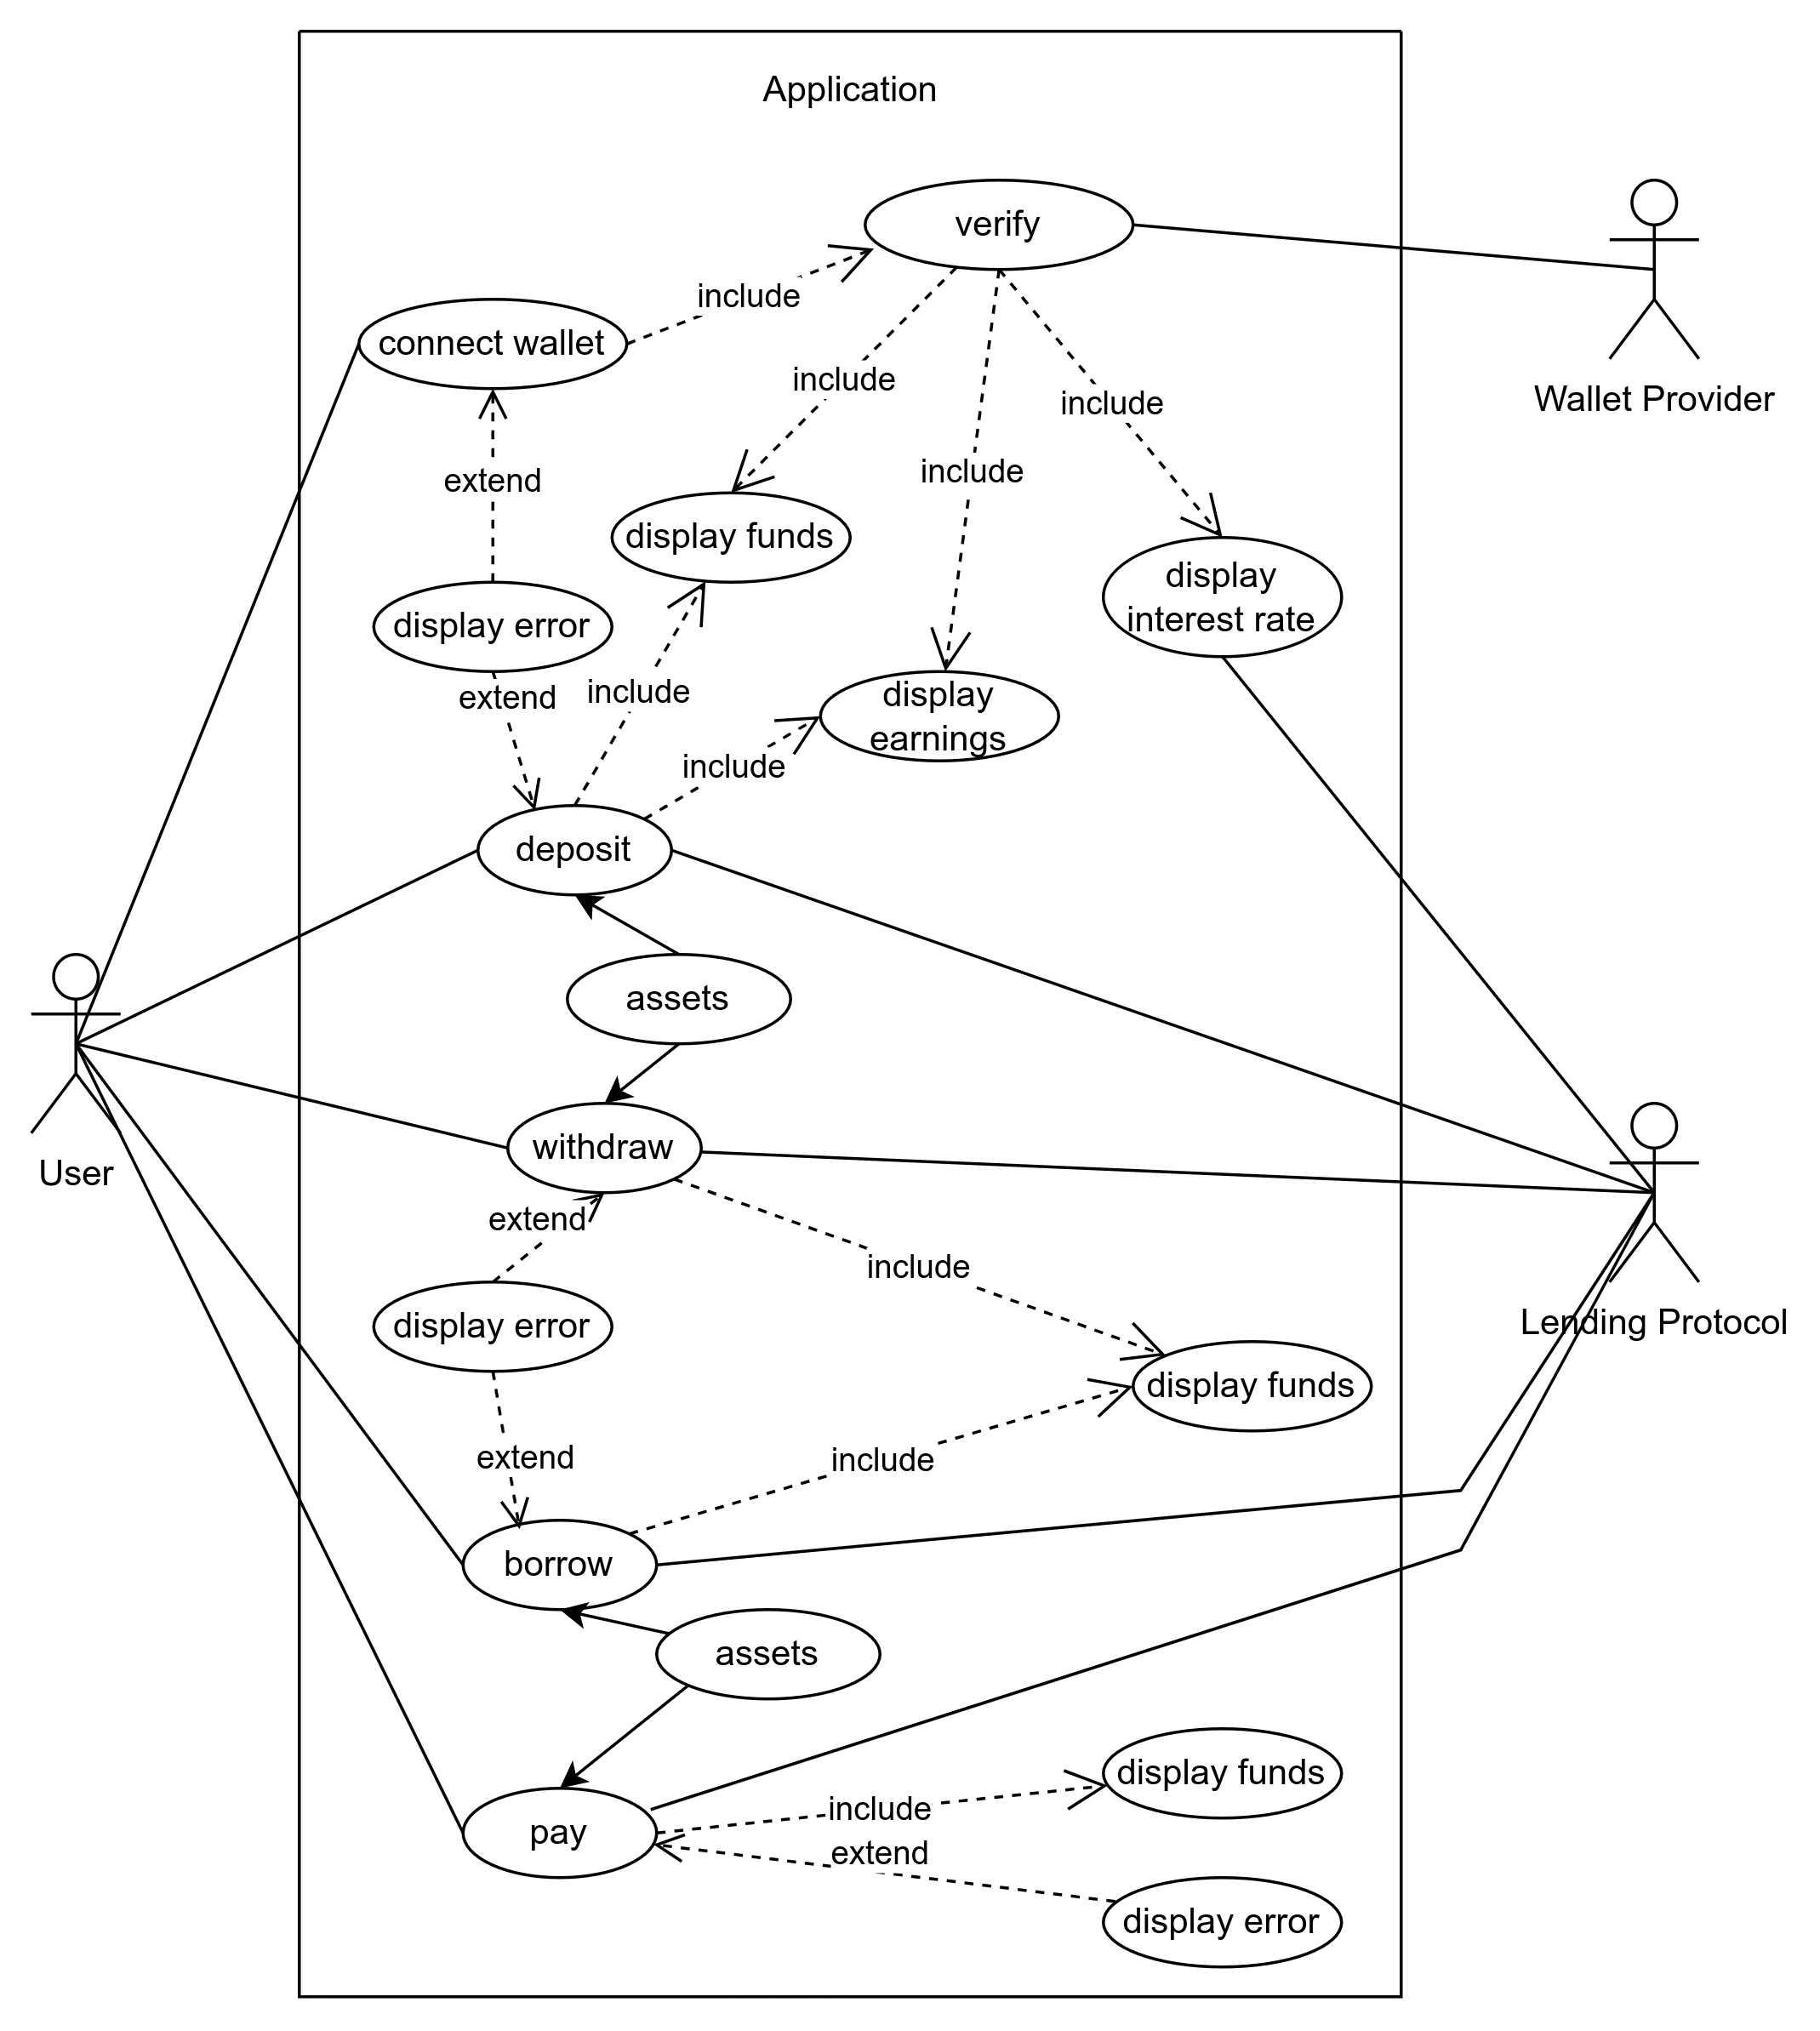 Application
verify
include
connect wallet
include
include
Wallet Provider
include
extend
display funds
display
interest rate
display error
extend
include
display
earnings
include
deposit
assets
withdraw
User
extend
include
display error
Lending Protocol
display funds
extend
include
borrow
assets
display funds
include
pay
extend
display error